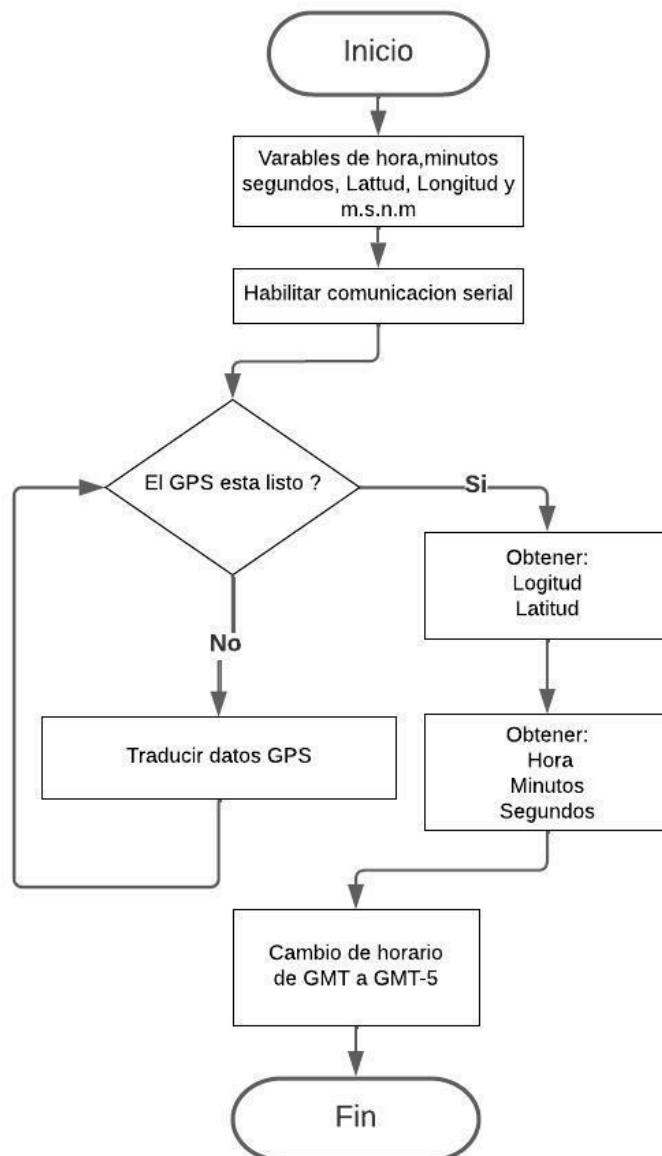 Inicio
Varables de hora,minutos
segundos, Lattud, Longitud y
m.s.n.m
Habilitar comunicacion serial
El GPS esta listo ?
Si
Obtener:
Logitud
Latitud
No
Traducir datos GPS
Obtener:
Hora
Minutos
Segundos
Cambio de horario
de GMT a GMT-5
Fin